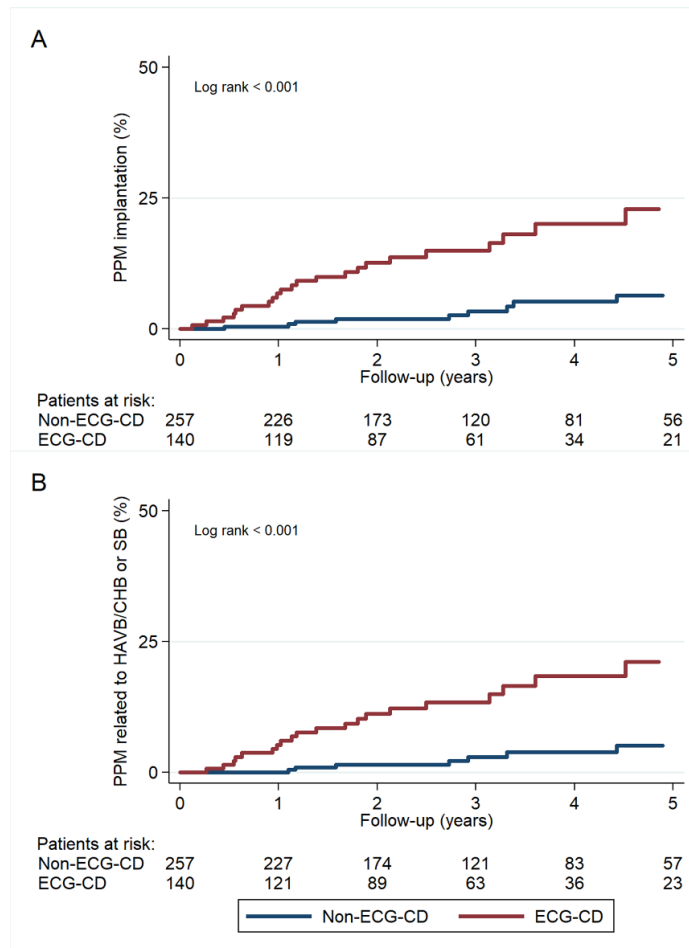 A
PPM implantation (%)
50
25
0
Log rank < 0.001
0 1 2 3 4 5
Follow-up (years)
Patients at risk:
Non-ECG-CD 257 226 173 120 81 56
ECG-CD 140 119 87 61 34 21
B
PPM related to HAVB/CHB or SB (%)
50
25
0
Log rank < 0.001
0 1 2 3 4 5
Follow-up (years)
Patients at risk:
Non-ECG-CD 257 227 174 121 83 57
ECG-CD 140 121 89 63 36 23
Non-ECG-CD ECG-CD